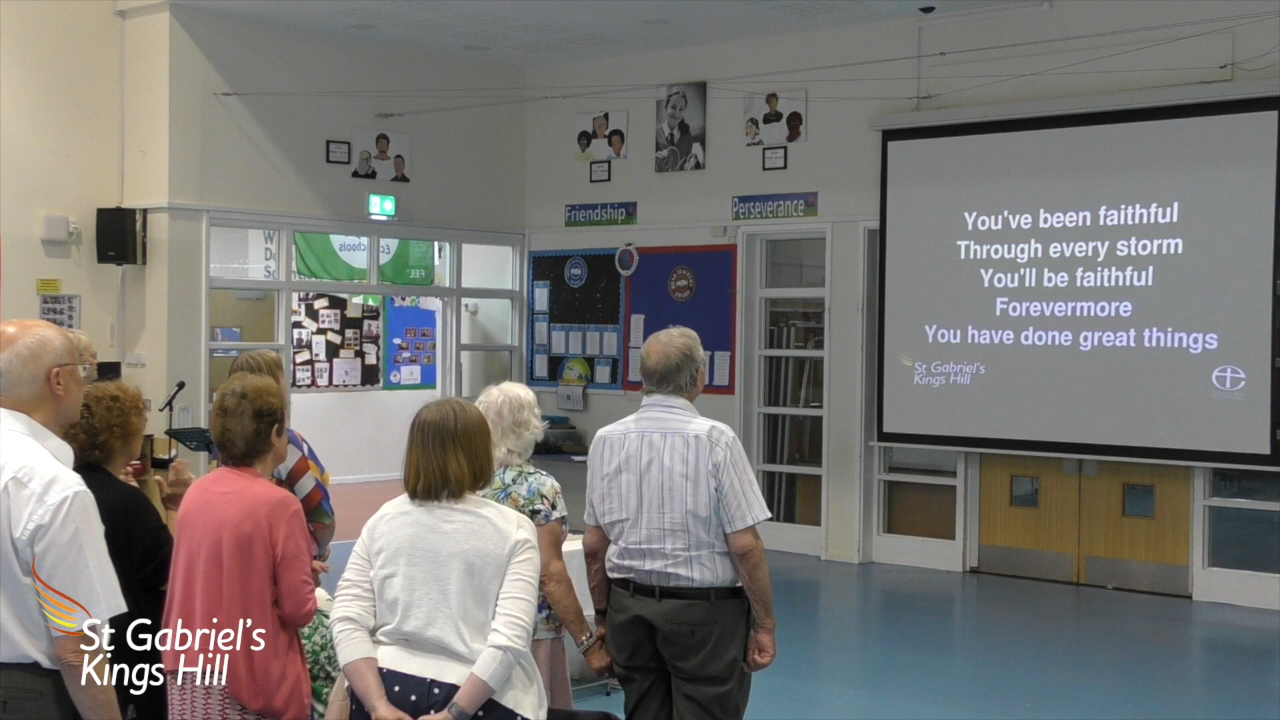 Friendship
Perseverance
FEE
You've been faithful
Through every storm
You'll be faithful
Forevermore
You have done great things
St Gabriel's
Kings Hill
St Gabriel's
Kings Hill